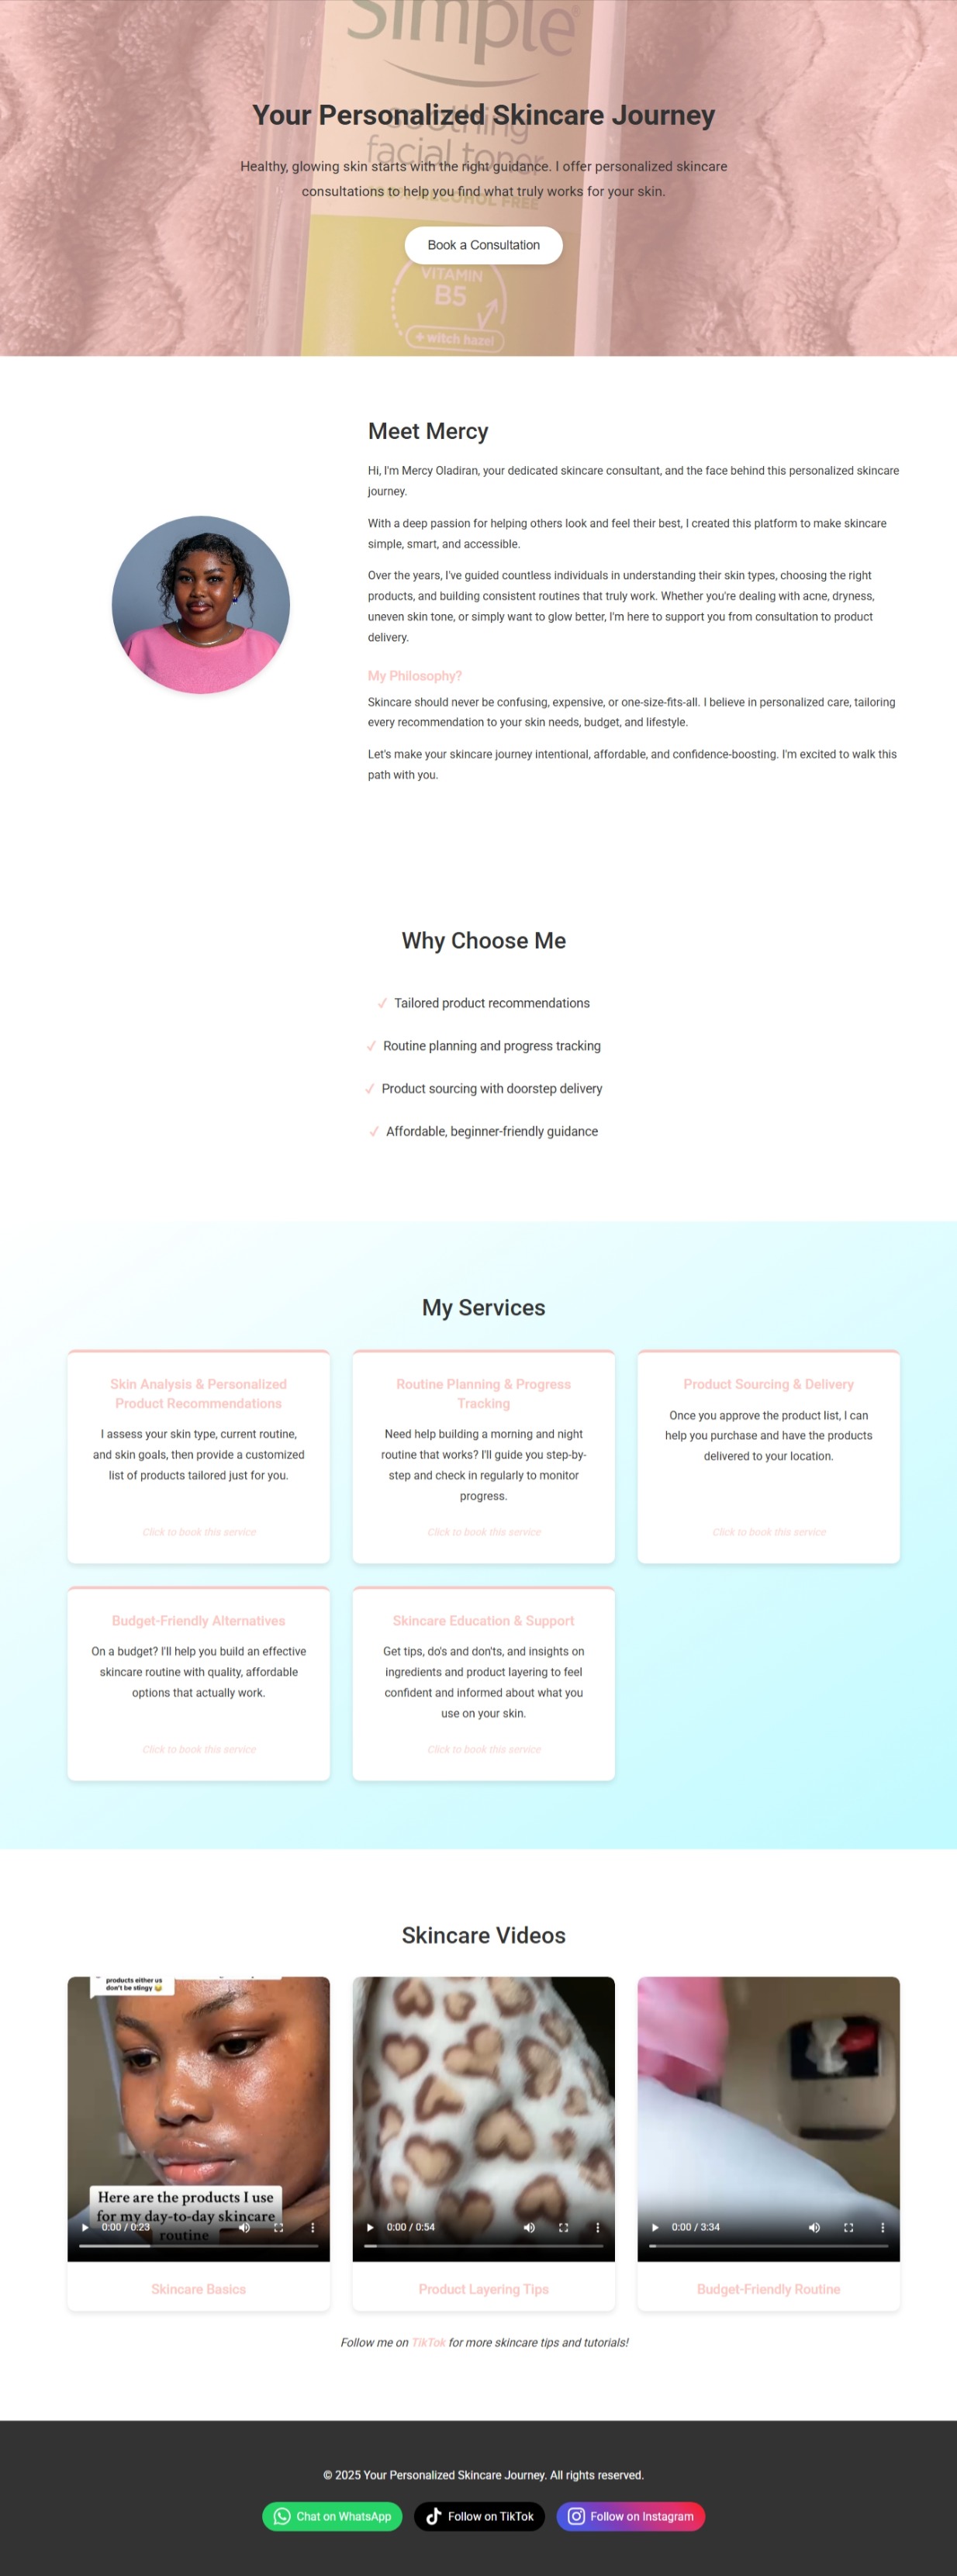 Simple
soothing
facial toner
Your Personalized Skincare Journey
Healthy, glowing skin starts with the right guidance. I offer personalized skincare
consultations to help you find what truly works for your skin.
ALCOHOL FREE
Book a Consultation
VITAMIN
B5
+ witch hazel
Meet Mercy
Hi, I'm Mercy Oladiran, your dedicated skincare consultant, and the face behind this personalized skincare
journey.
With a deep passion for helping others look and feel their best, I created this platform to make skincare
simple, smart, and accessible.
Over the years, I've guided countless individuals in understanding their skin types, choosing the right
products, and building consistent routines that truly work. Whether you're dealing with acne, dryness,
uneven skin tone, or simply want to glow better, I'm here to support you from consultation to product
delivery.
My Philosophy?
Skincare should never be confusing, expensive, or one-size-fits-all. I believe in personalized care, tailoring
every recommendation to your skin needs, budget, and lifestyle.
Let's make your skincare journey intentional, affordable, and confidence-boosting. I'm excited to walk this
path with you.
Why Choose Me
✓ Tailored product recommendations
✓ Routine planning and progress tracking
✓ Product sourcing with doorstep delivery
✓ Affordable, beginner-friendly guidance
My Services
Skin Analysis & Personalized
Product Recommendations
I assess your skin type, current routine,
and skin goals, then provide a customized
list of products tailored just for you.
Click to book this service
Routine Planning & Progress
Tracking
Need help building a morning and night
routine that works? I'll guide you step-by-
step and check in regularly to monitor
progress.
Click to book this service
Product Sourcing & Delivery
Once you approve the product list, I can
help you purchase and have the products
delivered to your location.
Click to book this service
Budget-Friendly Alternatives
On a budget? I'll help you build an effective
skincare routine with quality, affordable
options that actually work.
Click to book this service
Skincare Education & Support
Get tips, do's and don'ts, and insights on
ingredients and product layering to feel
confident and informed about what you
use on your skin.
Click to book this service
Skincare Videos
products either us
don't be stingy 😂
Here are the products I use
for my day-to-day skincare
routine
0:00 / 0:23
Skincare Basics
0:00 / 0:54
Product Layering Tips
0:00 / 3:34
Budget-Friendly Routine
Follow me on TikTok for more skincare tips and tutorials!
© 2025 Your Personalized Skincare Journey. All rights reserved.
Chat on WhatsApp
Follow on TikTok
Follow on Instagram